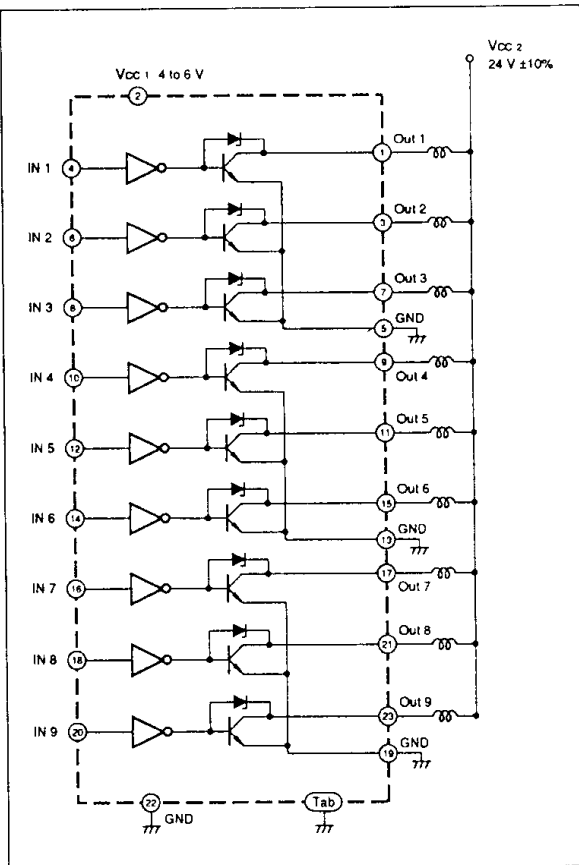 VCC 2
24 V ±10%
VCC 1 4 to 6 V
2
IN 1 4 1 Out 1
IN 2 6 3 Out 2
IN 3 8 7 Out 3
5 GND
IN 4 10 9 Out 4
IN 5 12 11 Out 5
IN 6 14 15 Out 6
13 GND
IN 7 16 17 Out 7
IN 8 18 21 Out 8
IN 9 20 23 Out 9
19 GND
22 GND
Tab